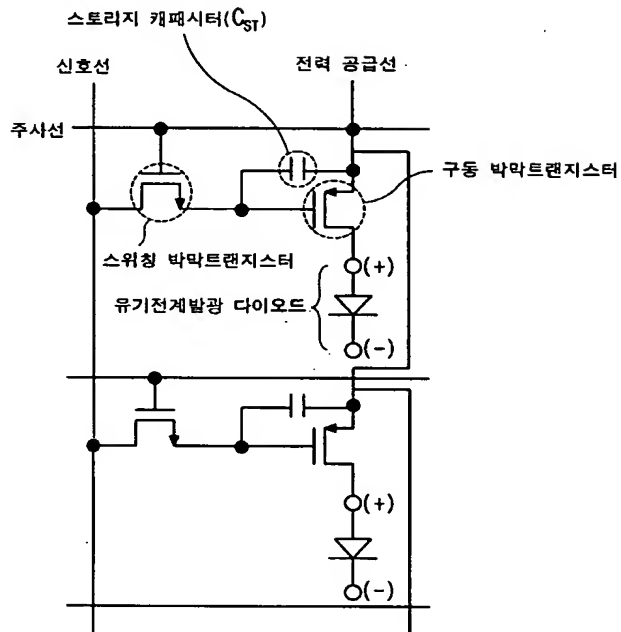 스토리지 캐패시터(C_ST)
신호선
전력 공급선
주사선
구동 박막트랜지스터
스위칭 박막트랜지스터
(+)
유기전계발광 다이오드
(-)
(+)
(-)